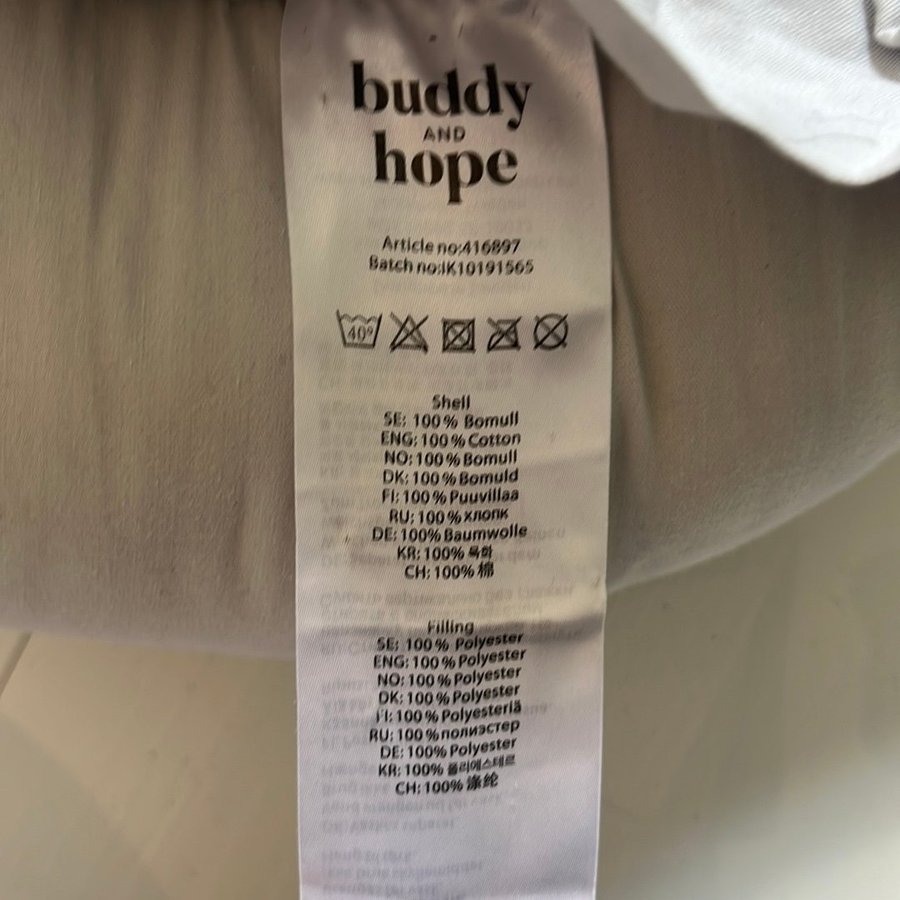 buddy
AND
hope
Article no:416897
Batch no:IK10191565
40°
Shell
SE: 100 % Bomull
ENG: 100 % Cotton
NO: 100 % Bomull
DK: 100 % Bomuld
FI: 100 % Puuvillaa
RU: 100 % хлопк
DE: 100% Baumwolle
KR: 100% 목화
CH: 100% 棉
Filling
SE: 100 % Polyester
ENG: 100 % Polyester
NO: 100 % Polyester
DK: 100 % Polyester
FI: 100 % Polyesteriä
RU: 100 % полиэстер
DE: 100% Polyester
KR: 100% 폴리에스테르
CH: 100% 涤纶